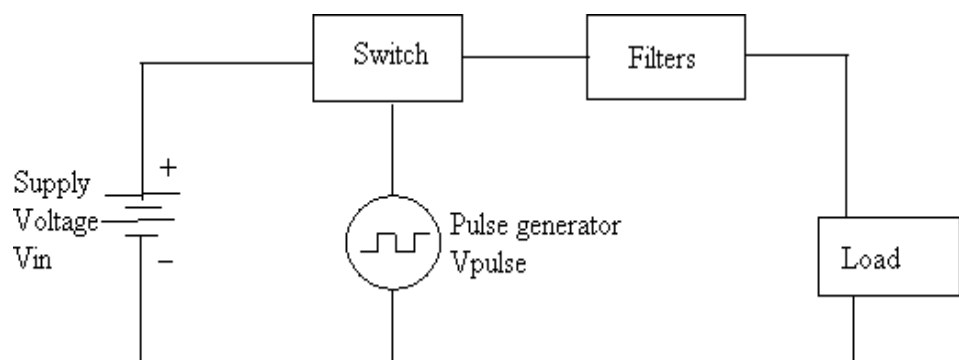 Switch
Filters
+
Supply
Voltage
Vin
−
Pulse generator
Vpulse
Load